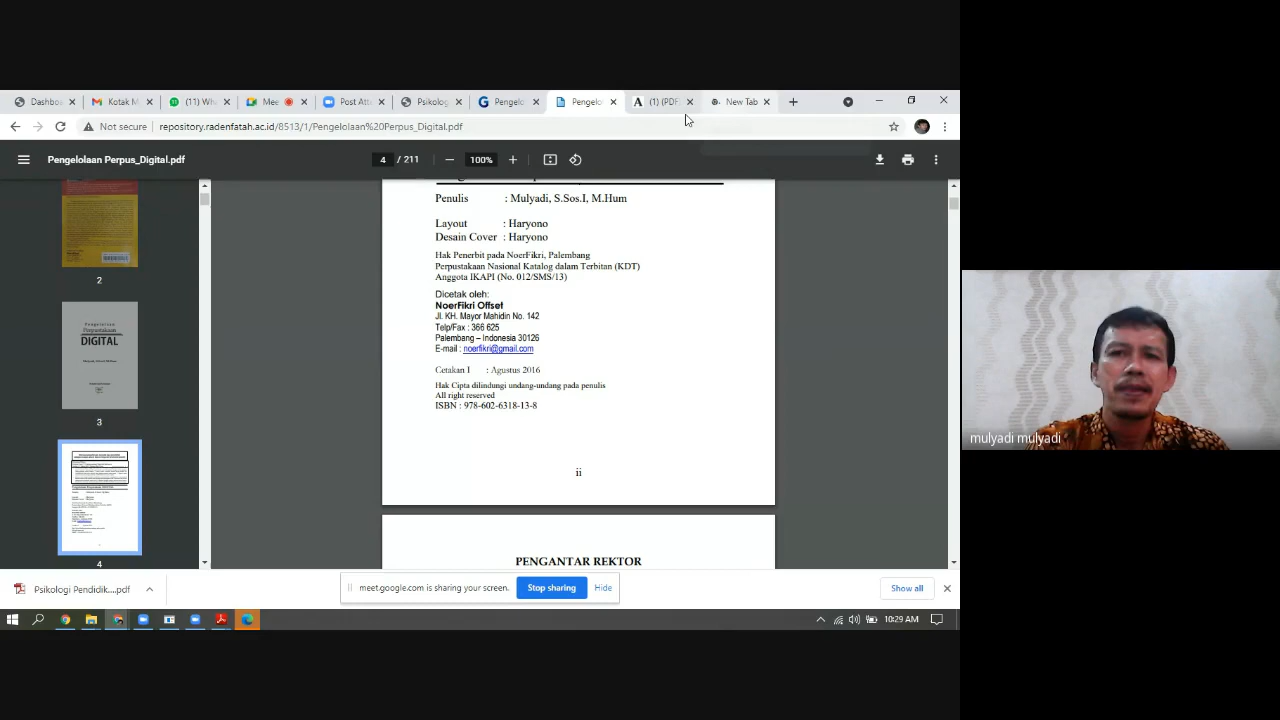 Dashbo
Kotak M
(11) Wh
Mee
Post Att
Psikolog
Pengelo
Pengelo
(1) (PDF)
New Tab
Not secure
repository.radenfatah.ac.id/8513/1/Pengelolaan%20Perpus_Digital.pdf
Pengelolaan Perpus_Digital.pdf
4 / 211
100%
2
Pengelolaan
Perpustakaan
DIGITAL
3
4
Penulis : Mulyadi, S.Sos.I, M.Hum
Layout : Haryono
Desain Cover : Haryono
Hak Penerbit pada NoerFikri, Palembang
Perpustakaan Nasional Katalog dalam Terbitan (KDT)
Anggota IKAPI (No. 012/SMS/13)
Dicetak oleh:
NoerFikri Offset
Jl. KH. Mayor Mahidin No. 142
Telp/Fax : 366 625
Palembang – Indonesia 30126
E-mail : noerfikri@gmail.com
Cetakan I : Agustus 2016
Hak Cipta dilindungi undang-undang pada penulis
All right reserved
ISBN : 978-602-6318-13-8
ii
PENGANTAR REKTOR
mulyadi mulyadi
Psikologi Pendidik....pdf
meet.google.com is sharing your screen.
Stop sharing
Hide
Show all
10:29 AM